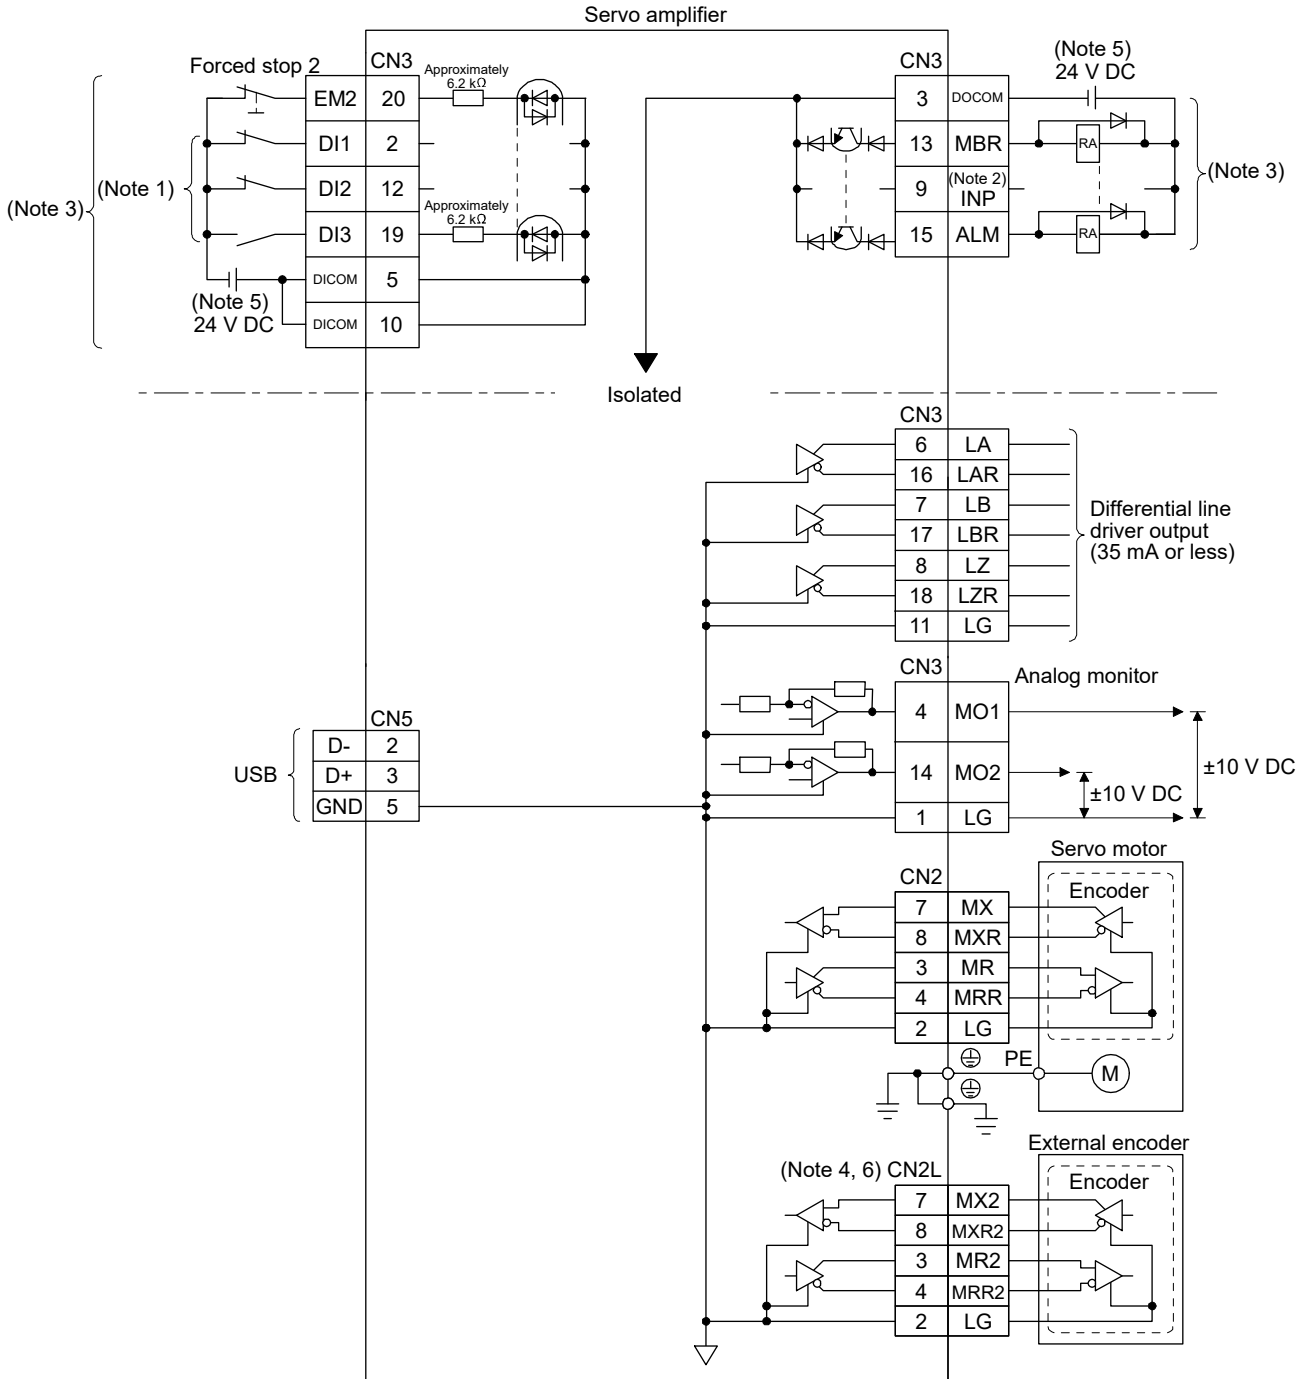 Servo amplifier
Forced stop 2
CN3
Approximately
6.2 kΩ
EM2 20
DI1 2
DI2 12
Approximately
6.2 kΩ
DI3 19
DICOM 5
DICOM 10
(Note 3)
(Note 1)
(Note 5)
24 V DC
CN3
(Note 5)
24 V DC
3 DOCOM
13 MBR
RA
9 (Note 2)
INP
15 ALM
RA
(Note 3)
Isolated
CN3
6 LA
16 LAR
7 LB
17 LBR
8 LZ
18 LZR
11 LG
Differential line
driver output
(35 mA or less)
CN3
Analog monitor
4 MO1
14 MO2
1 LG
±10 V DC
±10 V DC
CN5
USB
D- 2
D+ 3
GND 5
Servo motor
CN2
Encoder
7 MX
8 MXR
3 MR
4 MRR
2 LG
PE
M
External encoder
(Note 4, 6) CN2L
Encoder
7 MX2
8 MXR2
3 MR2
4 MRR2
2 LG